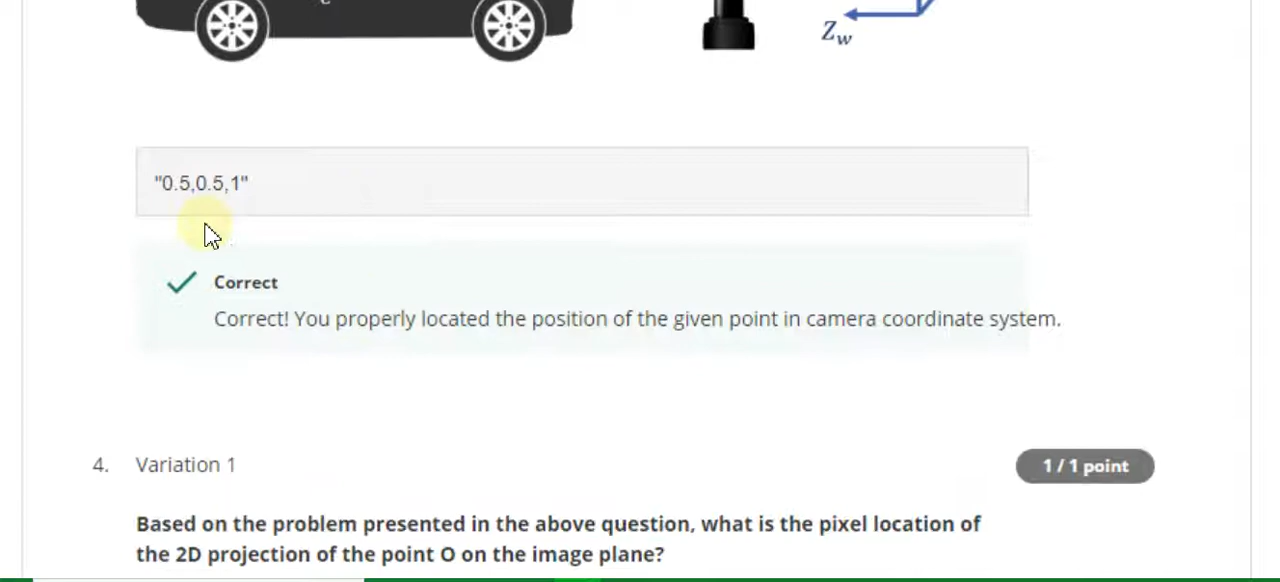 c
Zw
"0.5,0.5,1"
Correct
Correct! You properly located the position of the given point in camera coordinate system.
4. Variation 1
1 / 1 point
Based on the problem presented in the above question, what is the pixel location of
the 2D projection of the point O on the image plane?